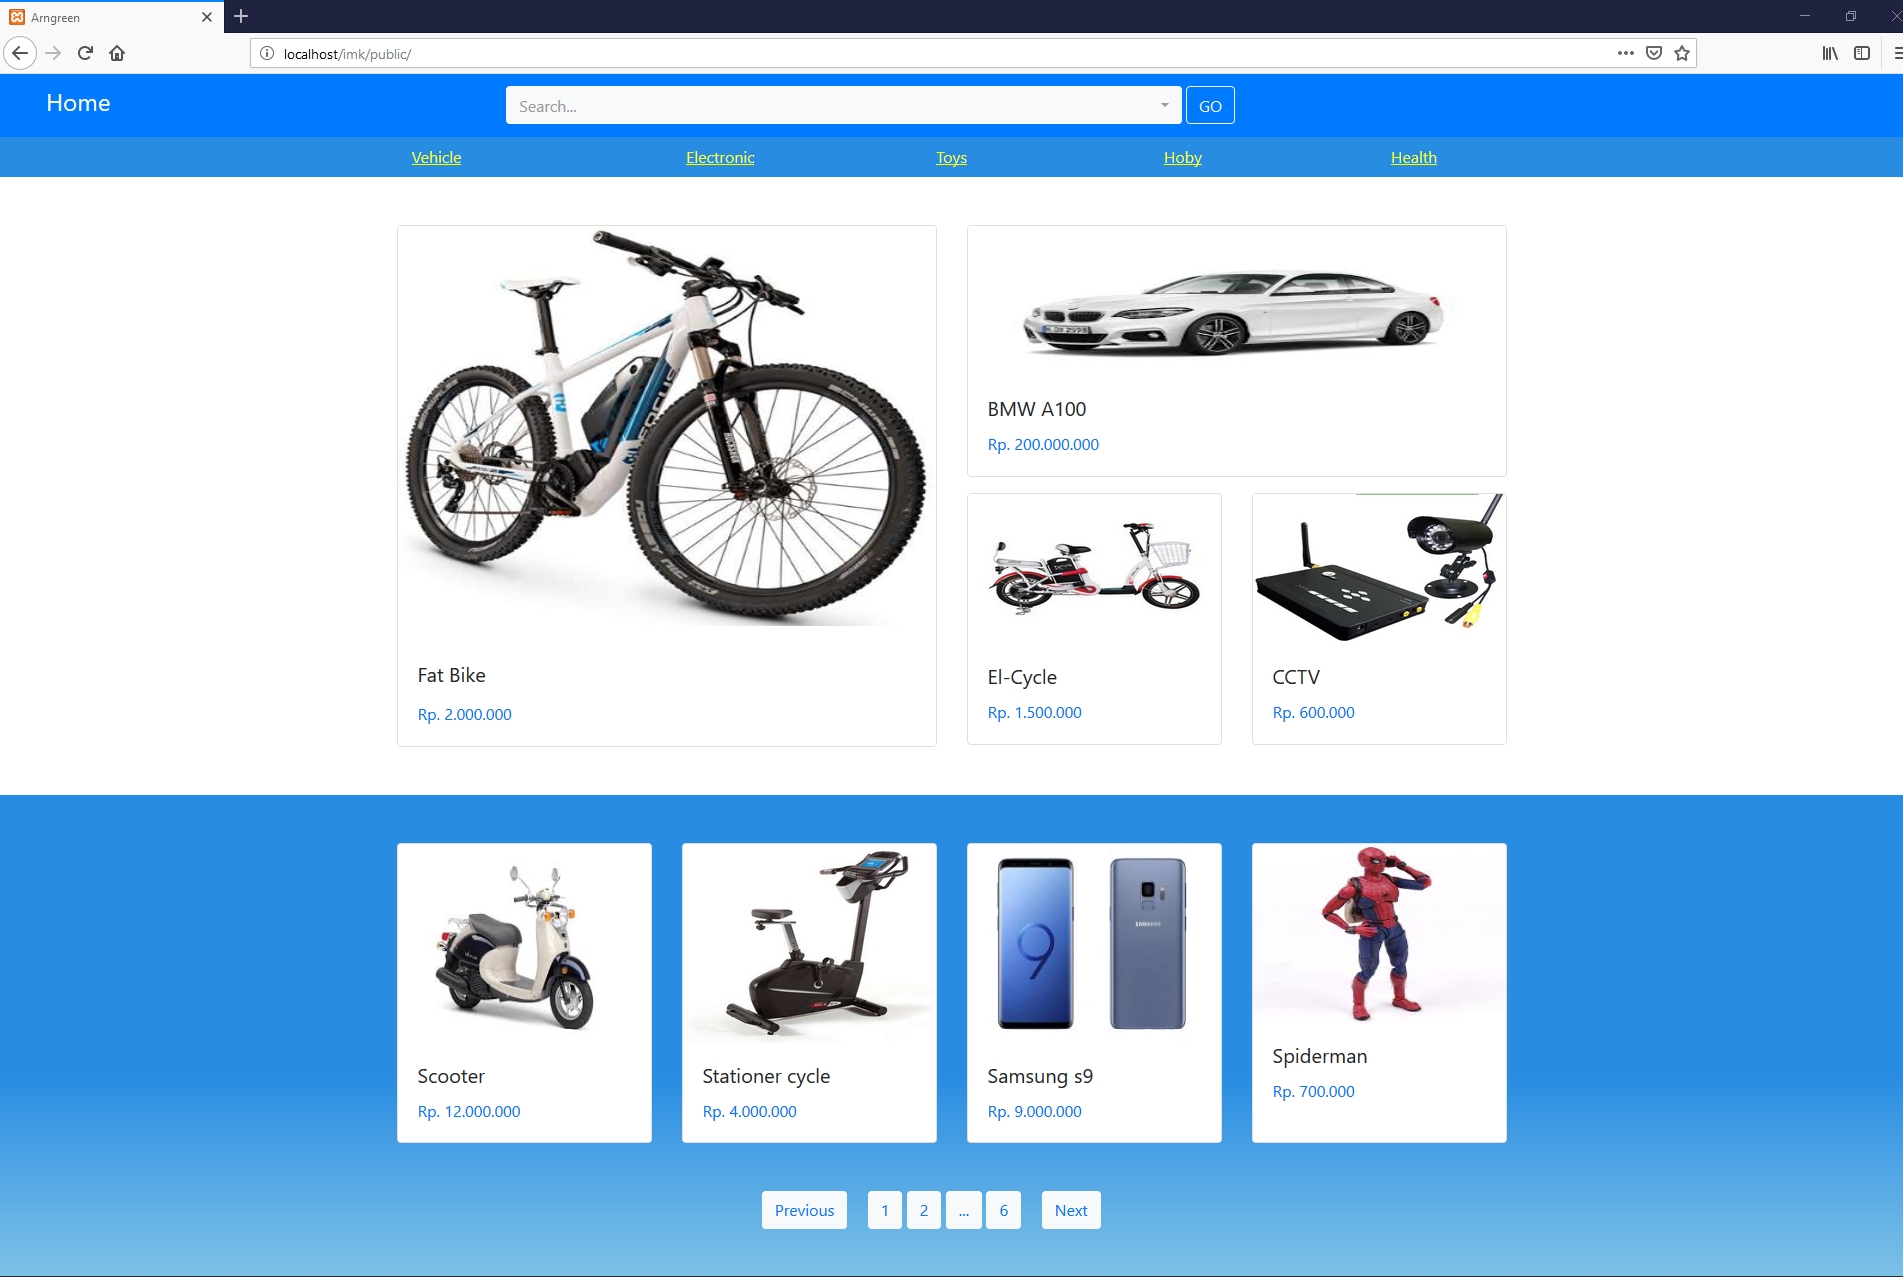 Arngreen
localhost/imk/public/
Home
Search...
GO
Vehicle
Electronic
Toys
Hoby
Health
Fat Bike
Rp. 2.000.000
BMW A100
Rp. 200.000.000
El-Cycle
Rp. 1.500.000
CCTV
Rp. 600.000
Scooter
Rp. 12.000.000
Stationer cycle
Rp. 4.000.000
9
SAMSUNG
Samsung s9
Rp. 9.000.000
Spiderman
Rp. 700.000
Previous
1
2
...
6
Next